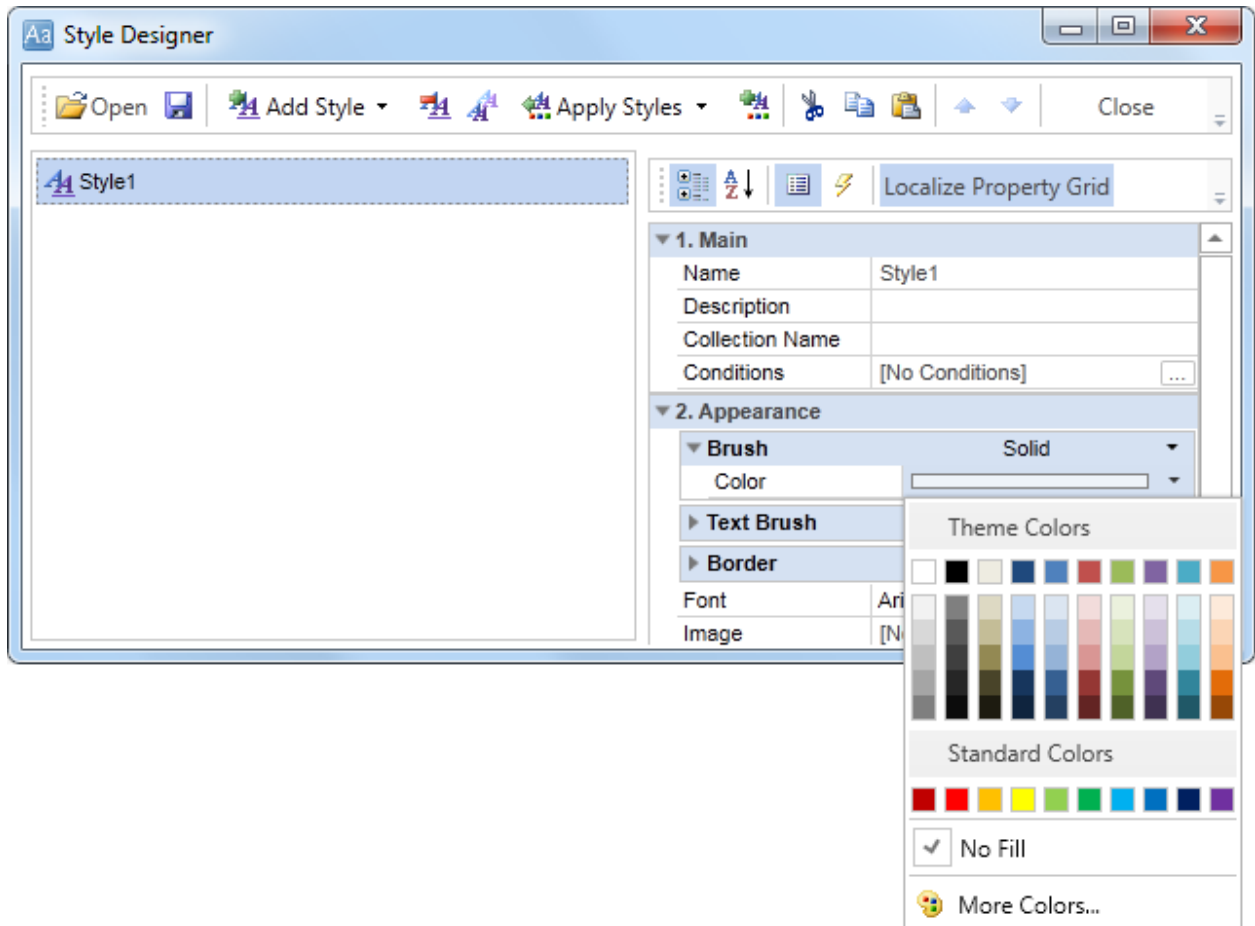 Aa Style Designer
Open Add Style Apply Styles Close
Style1
Localize Property Grid
1. Main
Name Style1
Description
Collection Name
Conditions [No Conditions] ...
2. Appearance
Brush Solid
Color
Text Brush
Border
Font Ari
Image [N
Theme Colors
Standard Colors
No Fill
More Colors...